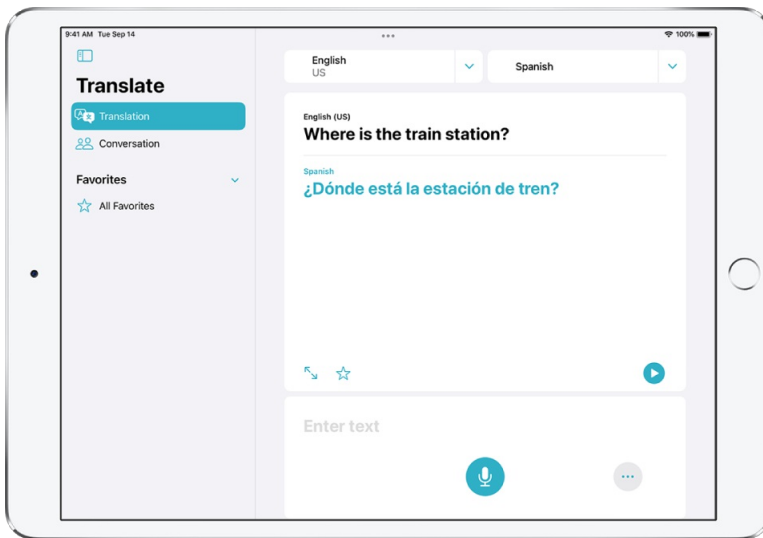 9:41 AM Tue Sep 14
100%
Translate
Translation
Conversation
Favorites
All Favorites
English
US
Spanish
English (US)
Where is the train station?
Spanish
¿Dónde está la estación de tren?
Enter text